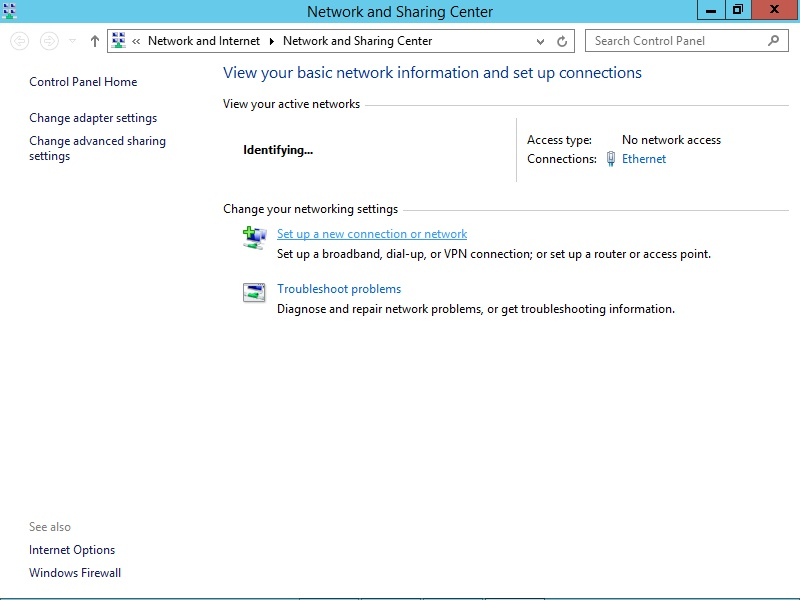 Network and Sharing Center
« Network and Internet Network and Sharing Center
Search Control Panel
Control Panel Home
Change adapter settings
Change advanced sharing
settings
View your basic network information and set up connections
View your active networks
Identifying...
Access type: No network access
Connections: Ethernet
Change your networking settings
Set up a new connection or network
Set up a broadband, dial-up, or VPN connection; or set up a router or access point.
Troubleshoot problems
Diagnose and repair network problems, or get troubleshooting information.
See also
Internet Options
Windows Firewall